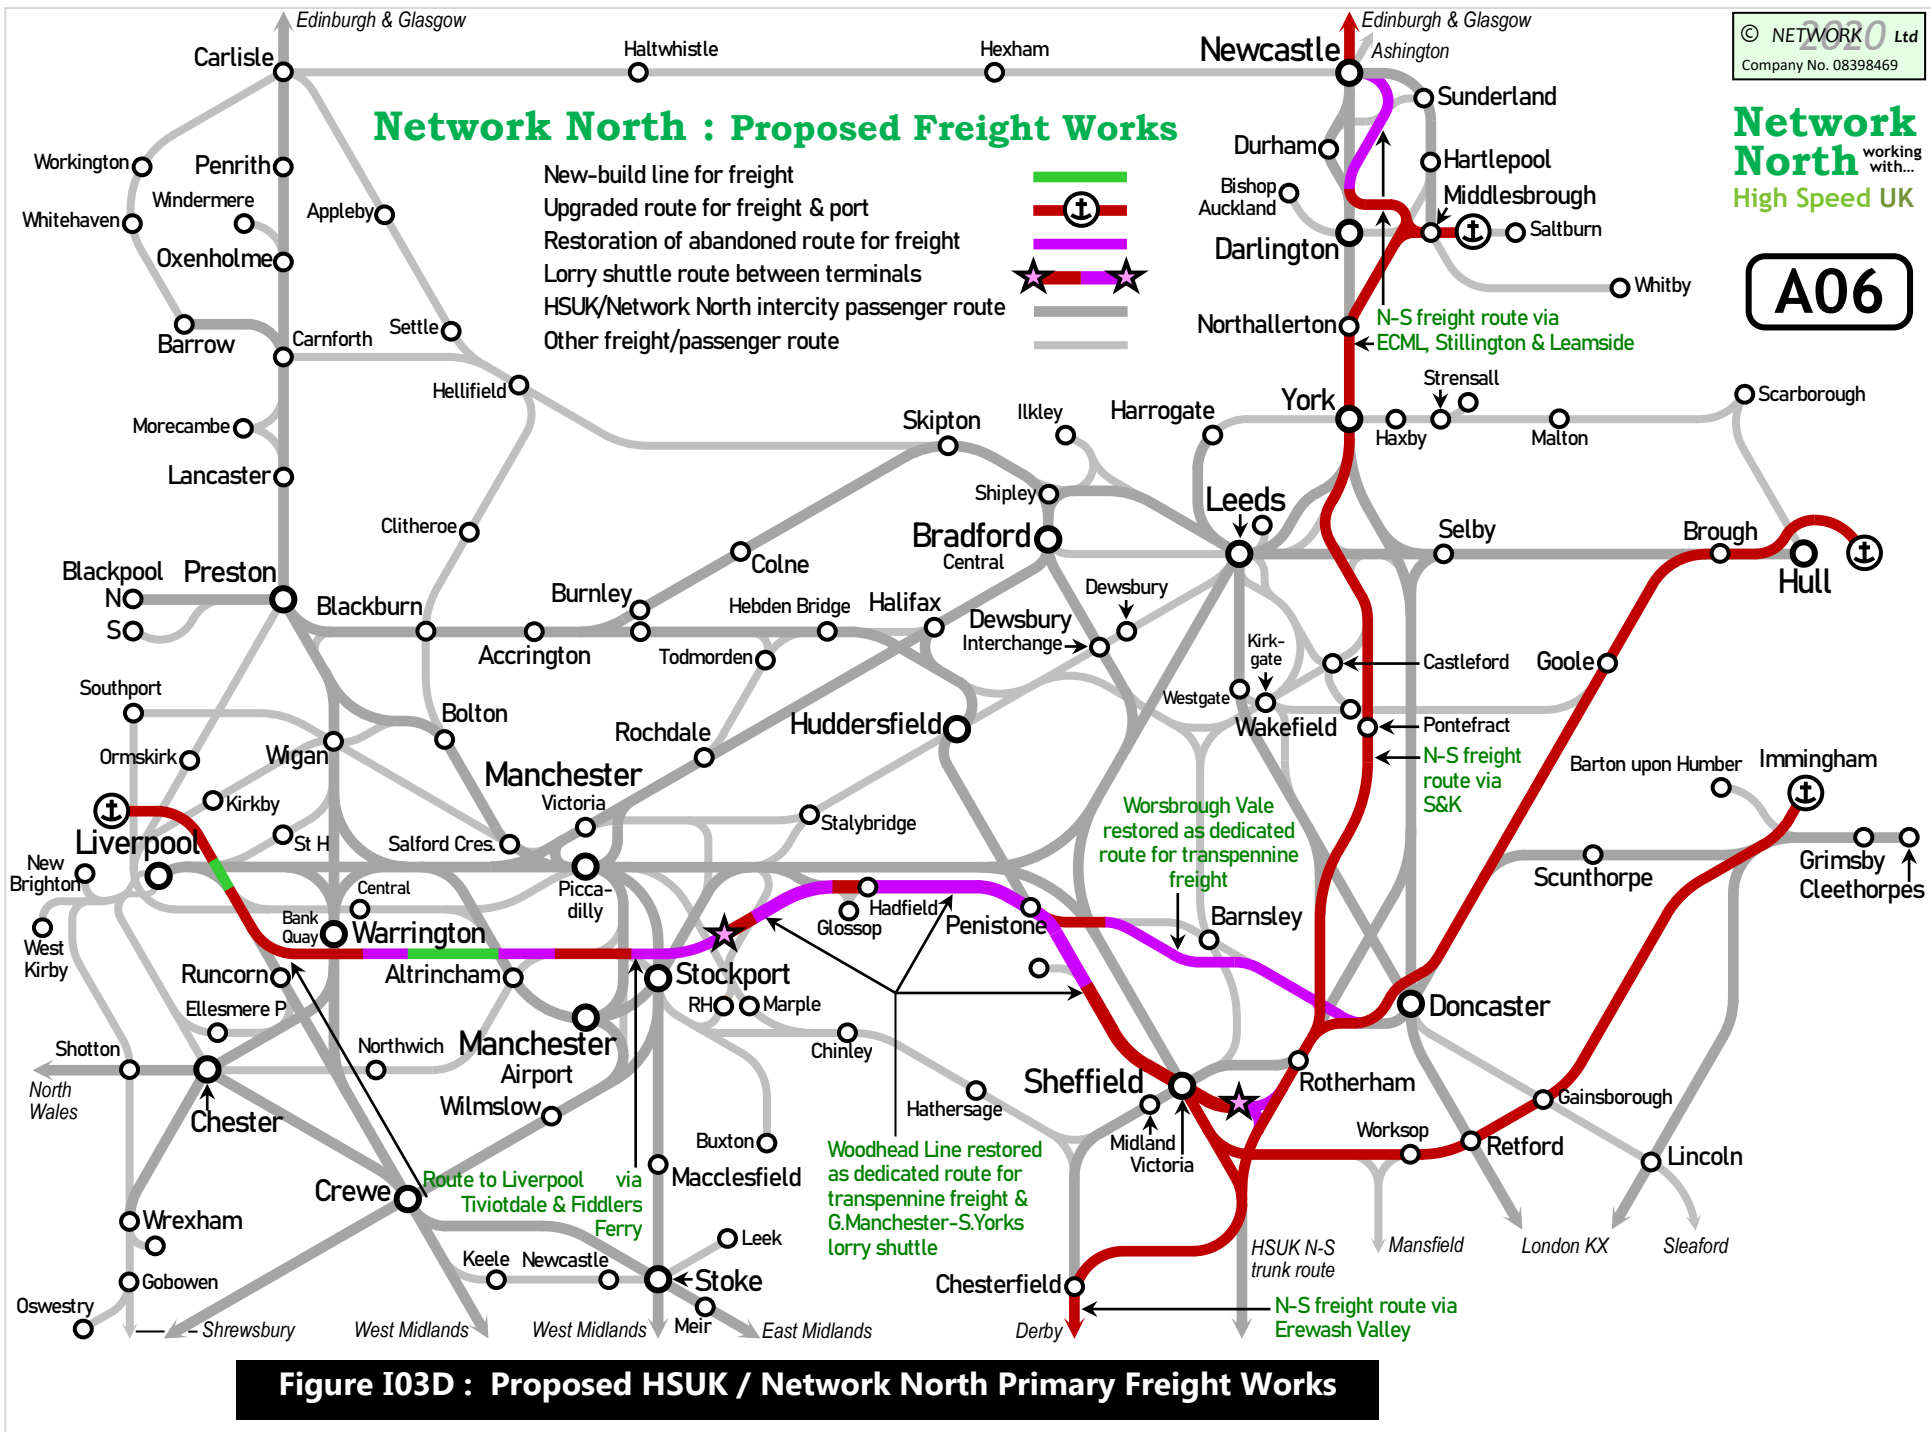 Edinburgh & Glasgow
Edinburgh & Glasgow
Ashington
© NETWORK 2020 Ltd
Company No. 08398469
Network
North working
with...
High Speed UK
A06
Network North : Proposed Freight Works
New-build line for freight
Upgraded route for freight & port
Restoration of abandoned route for freight
Lorry shuttle route between terminals
HSUK/Network North intercity passenger route
Other freight/passenger route
Carlisle
Haltwhistle
Hexham
Newcastle
Sunderland
Durham
Hartlepool
Workington
Penrith
Windermere
Whitehaven
Appleby
Bishop
Auckland
Middlesbrough
Saltburn
Darlington
Oxenholme
Whitby
Barrow
Carnforth
Settle
Northallerton
N-S freight route via
ECML, Stillington & Leamside
Hellifield
Strensall
Scarborough
York
Haxby
Malton
Morecambe
Skipton
Ilkley
Harrogate
Lancaster
Shipley
Leeds
Clitheroe
Bradford
Central
Selby
Brough
Hull
Colne
Blackpool
N
S
Preston
Blackburn
Burnley
Hebden Bridge
Halifax
Dewsbury
Dewsbury
Interchange
Accrington
Todmorden
Kirk-
gate
Castleford
Goole
Westgate
Wakefield
Pontefract
Southport
Bolton
Huddersfield
N-S freight
route via
S&K
Ormskirk
Wigan
Rochdale
Barton upon Humber
Immingham
Manchester
Victoria
Kirkby
Stalybridge
Worsbrough Vale
restored as dedicated
route for transpennine
freight
Liverpool
St H
Salford Cres.
New
Brighton
Central
Picca-
dilly
Grimsby
Cleethorpes
Scunthorpe
Hadfield
Glossop
Penistone
Barnsley
Bank
Quay
Warrington
West
Kirby
Runcorn
Altrincham
Stockport
RH
Marple
Doncaster
Ellesmere P
Manchester
Airport
Chinley
Shotton
Northwich
North
Wales
Chester
Wilmslow
Hathersage
Sheffield
Rotherham
Gainsborough
Midland
Victoria
Worksop
Retford
Lincoln
Buxton
Macclesfield
Woodhead Line restored
as dedicated route for
transpennine freight &
G.Manchester-S.Yorks
lorry shuttle
Crewe
Route to Liverpool via
Tiviotdale & Fiddlers
Ferry
Wrexham
Leek
Keele
Newcastle
Stoke
Meir
Gobowen
Oswestry
Shrewsbury
West Midlands
West Midlands
East Midlands
Chesterfield
Derby
HSUK N-S
trunk route
Mansfield
London KX
Sleaford
N-S freight route via
Erewash Valley
Figure I03D : Proposed HSUK / Network North Primary Freight Works